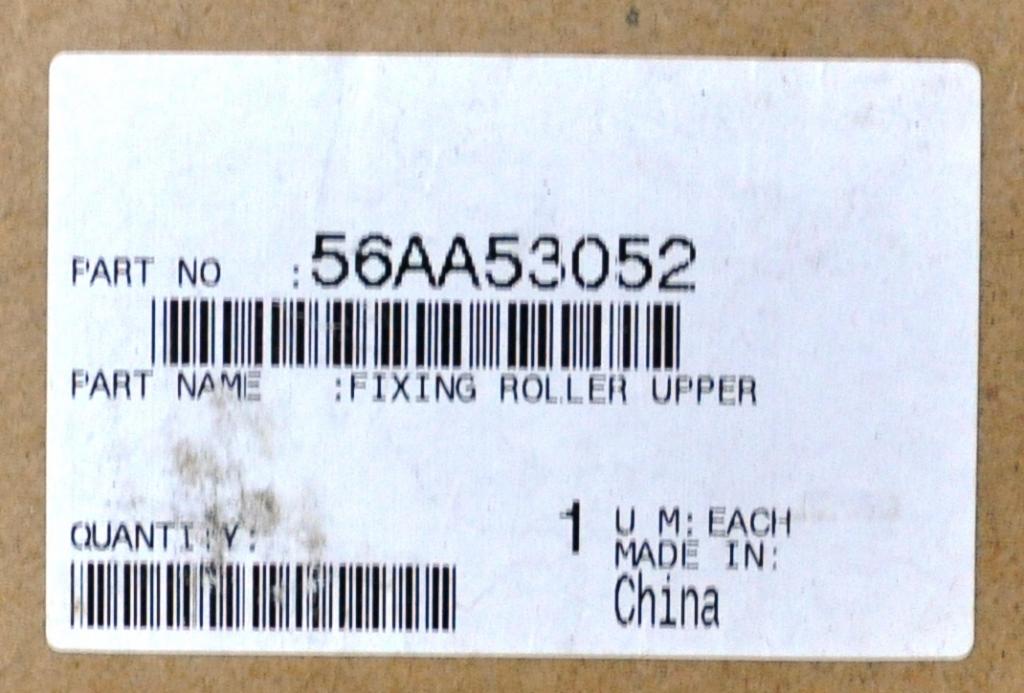 PART NO :56AA53052
PART NAME :FIXING ROLLER UPPER
QUANTITY: 1 U M: EACH
MADE IN:
China